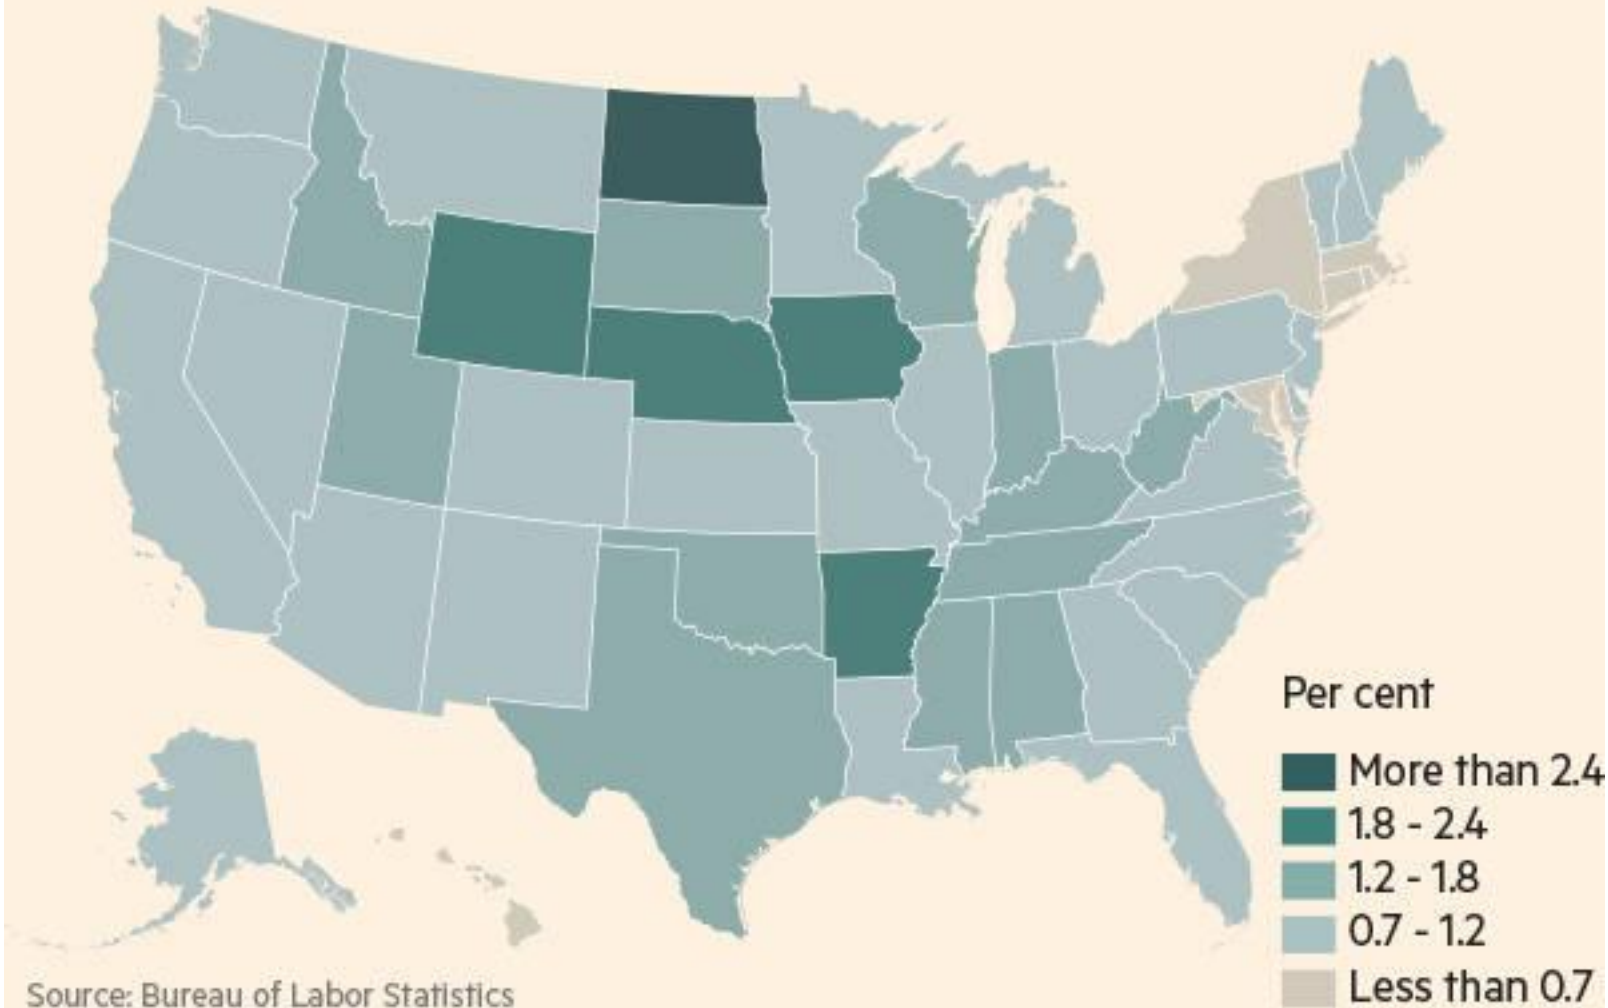 Per cent
More than 2.4
1.8 - 2.4
1.2 - 1.8
0.7 - 1.2
Less than 0.7
Source: Bureau of Labor Statistics